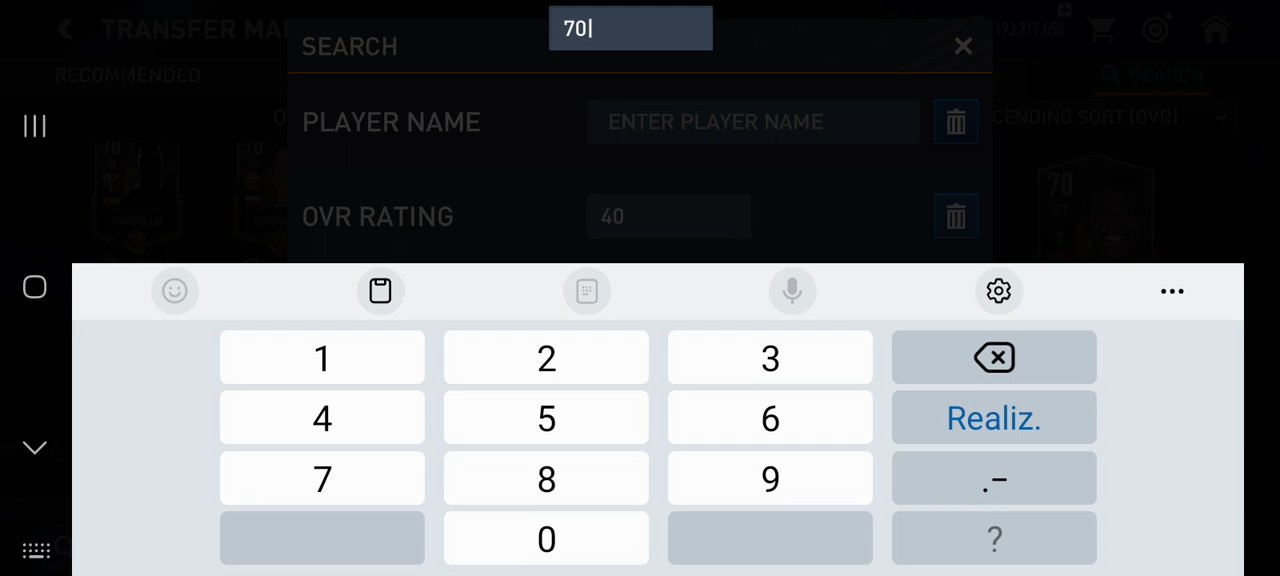 70
TRANSFER MA
SEARCH
193,717,058
RECOMMENDED
SEARCH
PLAYER NAME
ENTER PLAYER NAME
CENDING SORT (OVR)
70
70
70
ST
CARRILLO
OVR RATING
40
1
2
3
4
5
6
Realiz.
7
8
9
.-
0
?